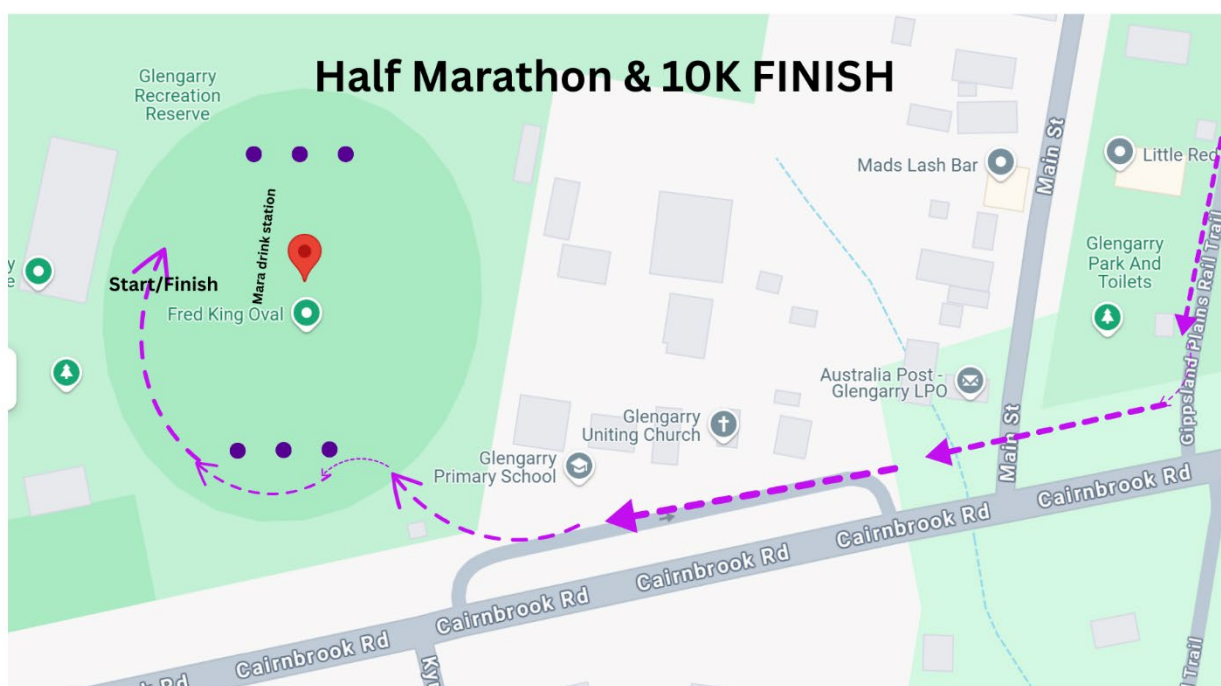 Half Marathon & 10K FINISH
Glengarry
Recreation
Reserve
Mads Lash Bar
Main St
Little Red
Mara drink station
Glengarry
Park And
Toilets
Start/Finish
Fred King Oval
Gippsland Plains Rail Trail
Australia Post -
Glengarry LPO
Glengarry
Uniting Church
Main St
Glengarry
Primary School
Cairnbrook Rd
Cairnbrook Rd
Cairnbrook Rd
Cairnbrook Rd
Cairnbrook Rd
Rd
Trail